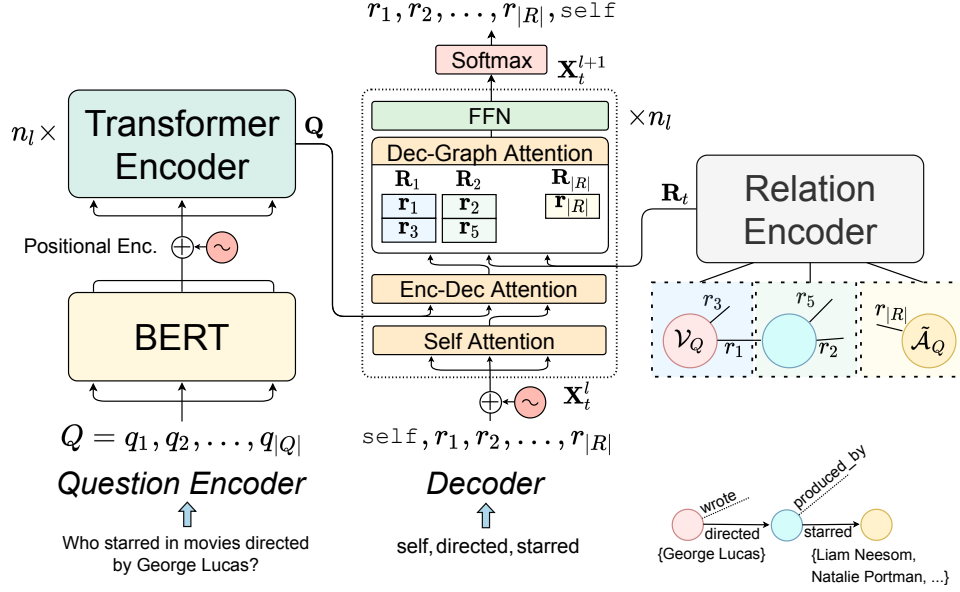 r₁, r₂, . . . , r|R|, self
Softmax
X_t^{l+1}
n_l ×
Transformer
Encoder
Q
FFN
× n_l
Dec-Graph Attention
R₁ R₂ R|R|
r₁ r₂ r|R|
r₃ r₅
R_t
Relation
Encoder
Positional Enc.
~
Enc-Dec Attention
BERT
Self Attention
r₃ r₅ r|R|
V_Q r₁ r₂ Ã_Q
X_t^l
~
Q = q₁, q₂, . . . , q|Q|
self, r₁, r₂, . . . , r|R|
Question Encoder
Decoder
Who starred in movies directed
by George Lucas?
self, directed, starred
wrote
produced_by
directed
starred
{George Lucas}
{Liam Neesom,
Natalie Portman, ...}